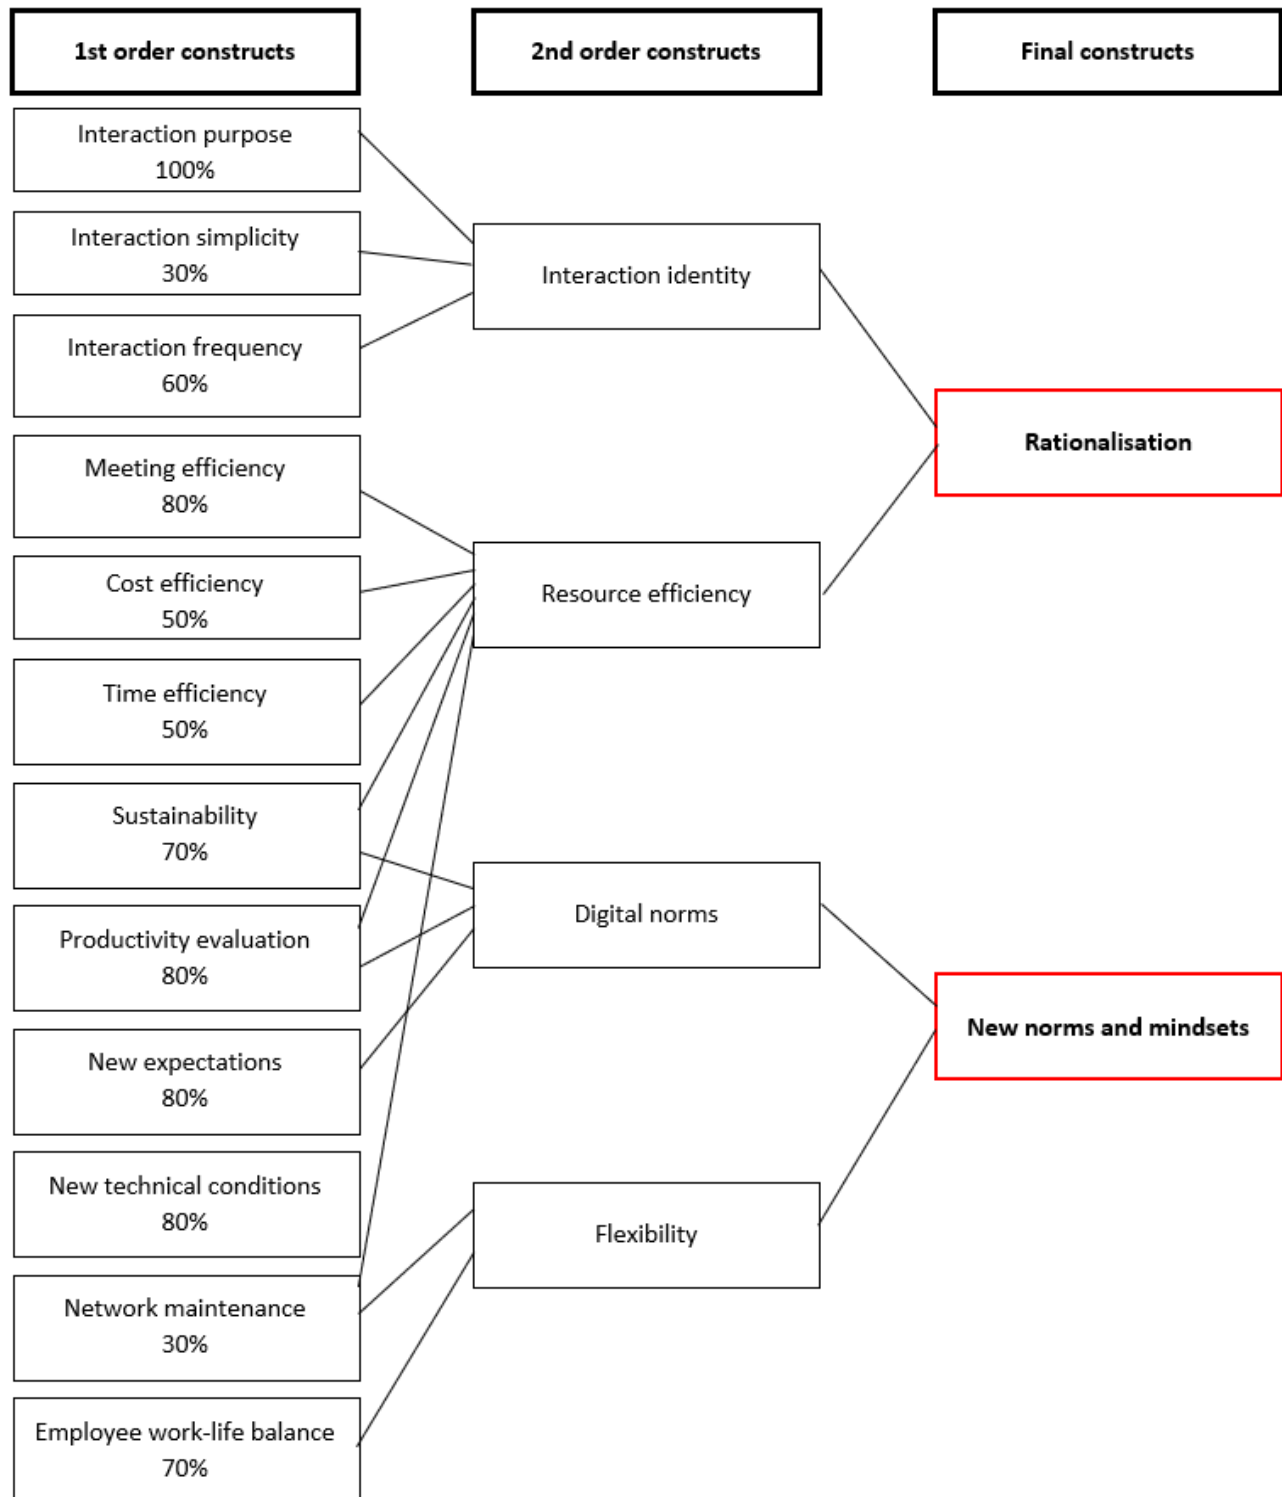 1st order constructs
2nd order constructs
Final constructs
Interaction purpose
100%
Interaction simplicity
30%
Interaction frequency
60%
Meeting efficiency
80%
Cost efficiency
50%
Time efficiency
50%
Sustainability
70%
Productivity evaluation
80%
New expectations
80%
New technical conditions
80%
Network maintenance
30%
Employee work-life balance
70%
Interaction identity
Resource efficiency
Digital norms
Flexibility
Rationalisation
New norms and mindsets